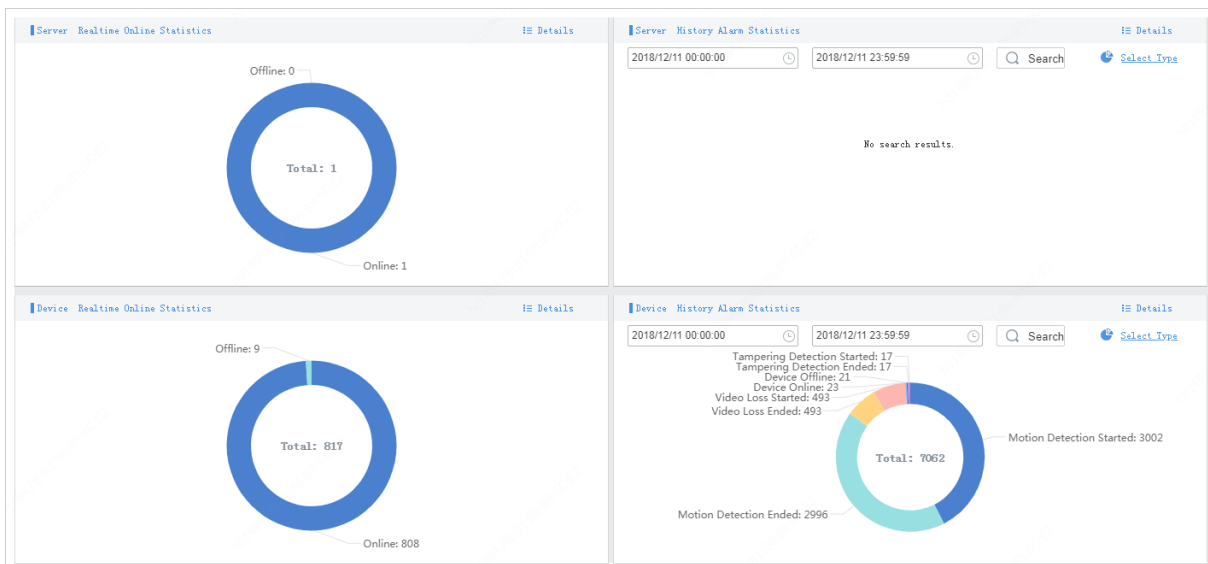 Server Realtime Online Statistics
Details
Offline: 0
Total: 1
Online: 1
Server History Alarm Statistics
Details
2018/12/11 00:00:00
2018/12/11 23:59:59
Search
Select Type
No search results.
Device Realtime Online Statistics
Details
Offline: 9
Total: 817
Online: 808
Device History Alarm Statistics
Details
2018/12/11 00:00:00
2018/12/11 23:59:59
Search
Select Type
Tampering Detection Started: 17
Tampering Detection Ended: 17
Device Offline: 21
Device Online: 23
Video Loss Started: 493
Video Loss Ended: 493
Motion Detection Started: 3002
Total: 7062
Motion Detection Ended: 2996